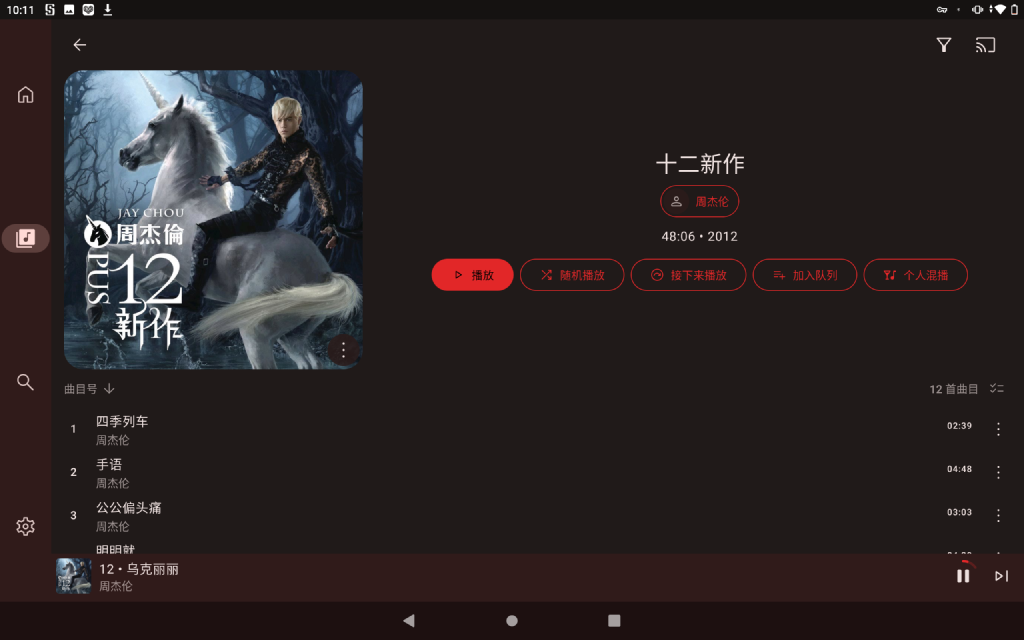 10:11
JAY CHOU
周杰倫
OPUS 12
新作
十二新作
周杰伦
48:06 • 2012
播放
随机播放
接下来播放
加入队列
个人混播
曲目号
12 首曲目
1
四季列车
周杰伦
02:39
2
手语
周杰伦
04:48
3
公公偏头痛
周杰伦
03:03
明明就
12 • 乌克丽丽
周杰伦